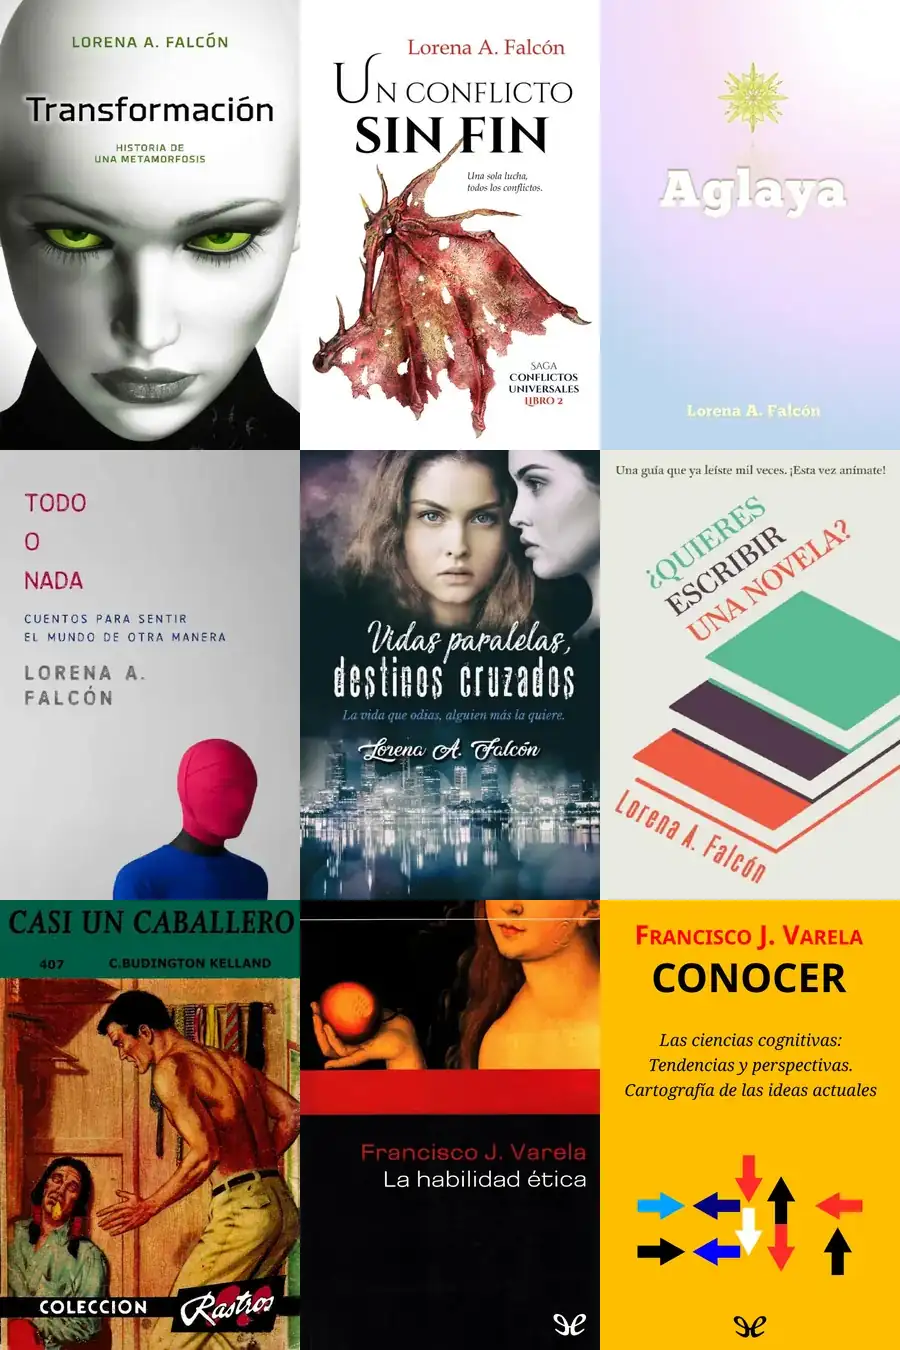 LORENA A. FALCÓN
Transformación
HISTORIA DE
UNA METAMORFOSIS
Lorena A. Falcón
UN CONFLICTO
SIN FIN
Una sola lucha,
todos los conflictos.
SAGA
CONFLICTOS
UNIVERSALES
LIBRO 2
Aglaya
Lorena A. Falcón
TODO
O
NADA
CUENTOS PARA SENTIR
EL MUNDO DE OTRA MANERA
LORENA A.
FALCÓN
Vidas paralelas,
destinos cruzados
La vida que odias, alguien más la quiere.
Lorena A. Falcón
Una guía que ya leíste mil veces. ¡Esta vez anímate!
¿QUIERES
ESCRIBIR
UNA NOVELA?
Lorena A. Falcón
CASI UN CABALLERO
407 C.BUDINGTON KELLAND
COLECCION Rastros
Francisco J. Varela
La habilidad ética
FRANCISCO J. VARELA
CONOCER
Las ciencias cognitivas:
Tendencias y perspectivas.
Cartografía de las ideas actuales